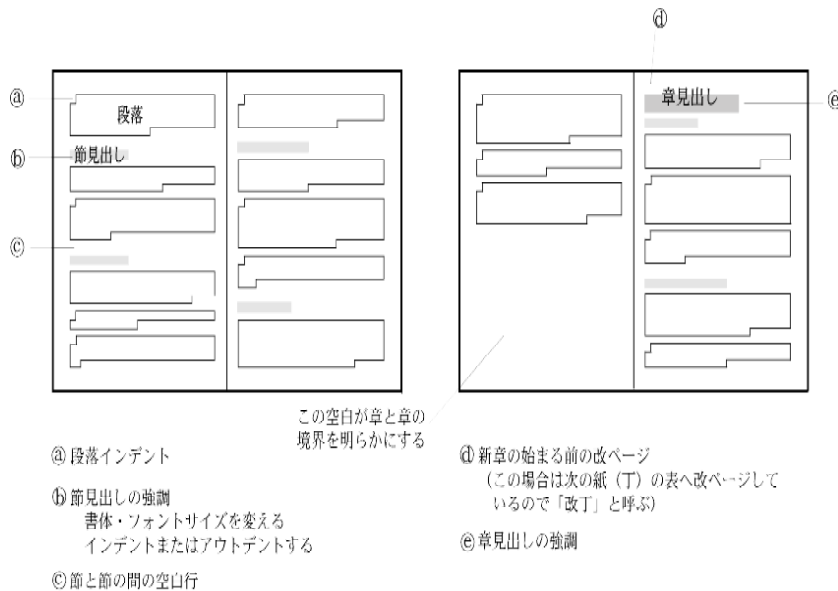 ⓓ
ⓐ
段落
ⓑ
節見出し
ⓒ
章見出し
ⓔ
この空白が章と章の
境界を明らかにする
ⓐ 段落インデント
ⓑ 節見出しの強調
書体・フォントサイズを変える
インデントまたはアウトデントする
ⓒ 節と節の間の空白行
ⓓ 新章の始まる前の改ページ
（この場合は次の紙（丁）の表へ改ページして
いるので「改丁」と呼ぶ）
ⓔ 章見出しの強調